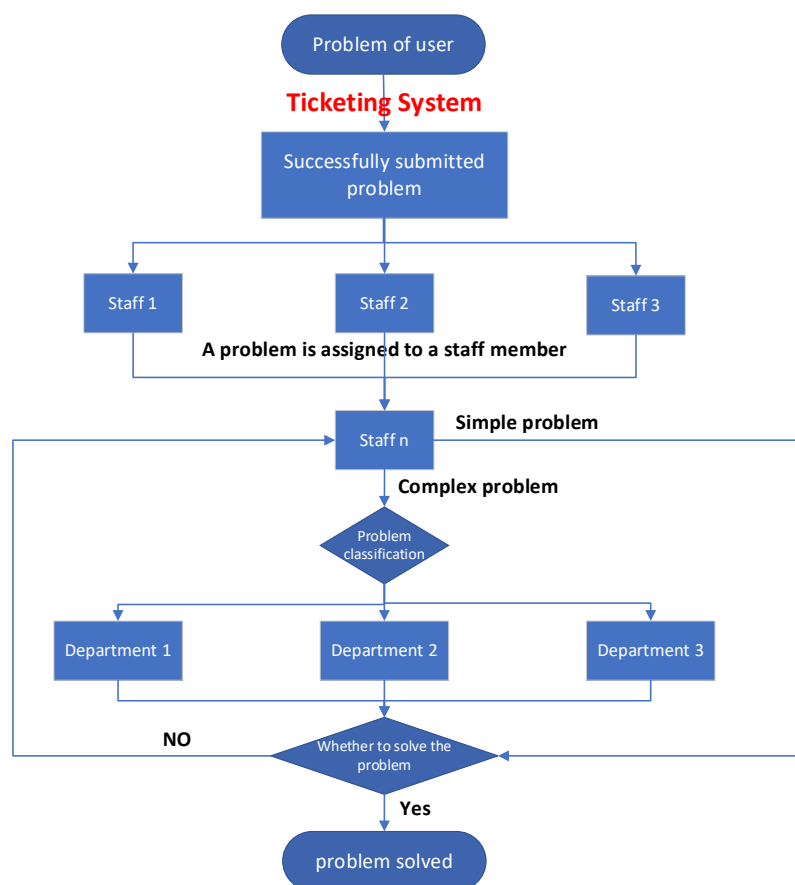 Problem of user
Ticketing System
Successfully submitted
problem
Staff 1
Staff 2
Staff 3
A problem is assigned to a staff member
Staff n
Simple problem
Complex problem
Problem
classification
Department 1
Department 2
Department 3
NO
Whether to solve the
problem
Yes
problem solved